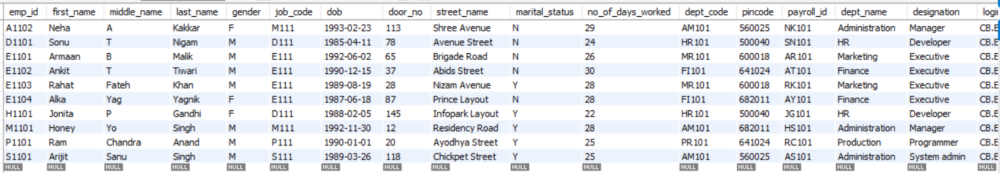 emp_id first_name middle_name last_name gender job_code dob door_no street_name marital_status no_of_days_worked dept_code pincode payroll_id dept_name designation logi
A1102 Neha A Kakkar F M111 1993-02-23 113 Shree Avenue N 29 AM101 560025 NK101 Administration Manager CB.E
D1101 Sonu T Nigam M D111 1985-04-11 78 Avenue Street N 24 HR101 500040 SN101 HR Developer CB.E
E1101 Armaan B Malik M E111 1992-06-02 65 Brigade Road N 26 MR101 600018 AR101 Marketing Executive CB.E
E1102 Ankit T Tiwari M E111 1990-12-15 37 Abids Street N 30 FI101 641024 AT101 Finance Executive CB.E
E1103 Rahat Fateh Khan M E111 1989-08-19 28 Nizam Avenue Y 28 MR101 600018 RK101 Marketing Executive CB.E
E1104 Alka Yag Yagnik F E111 1987-06-18 87 Prince Layout N 28 FI101 682011 AY101 Finance Executive CB.E
H1101 Jonita P Gandhi F D111 1988-02-05 145 Infopark Layout Y 22 HR101 500040 JG101 HR Developer CB.E
M1101 Honey Yo Singh M M111 1992-11-30 12 Residency Road Y 28 AM101 682011 HS101 Administration Manager CB.E
P1101 Ram Chandra Anand M P111 1990-01-01 20 Ayodhya Street Y 25 PR101 641024 RC101 Production Programmer CB.E
S1101 Arijit Sanu Singh M S111 1989-03-26 118 Chickpet Street Y 25 AM101 560025 AS101 Administration System admin CB.E
NULL NULL NULL NULL NULL NULL NULL NULL NULL NULL NULL NULL NULL NULL NULL NULL NULL